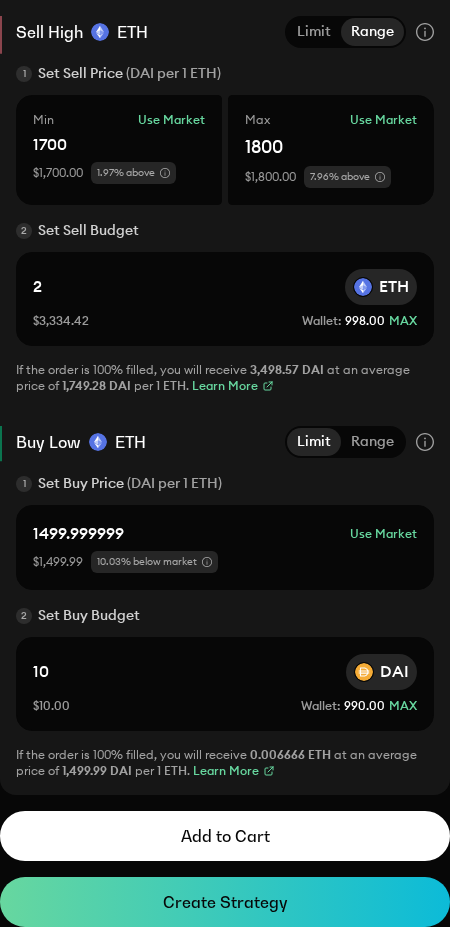 Sell High ETH Limit Range
1 Set Sell Price (DAI per 1 ETH)
Min Use Market Max Use Market
1700 1800
$1,700.00 1.97% above $1,800.00 7.96% above
2 Set Sell Budget
2 ETH
$3,334.42 Wallet: 998.00 MAX
If the order is 100% filled, you will receive 3,498.57 DAI at an average
price of 1,749.28 DAI per 1 ETH. Learn More
Buy Low ETH Limit Range
1 Set Buy Price (DAI per 1 ETH)
1499.999999 Use Market
$1,499.99 10.03% below market
2 Set Buy Budget
10 DAI
$10.00 Wallet: 990.00 MAX
If the order is 100% filled, you will receive 0.006666 ETH at an average
price of 1,499.99 DAI per 1 ETH. Learn More
Add to Cart
Create Strategy